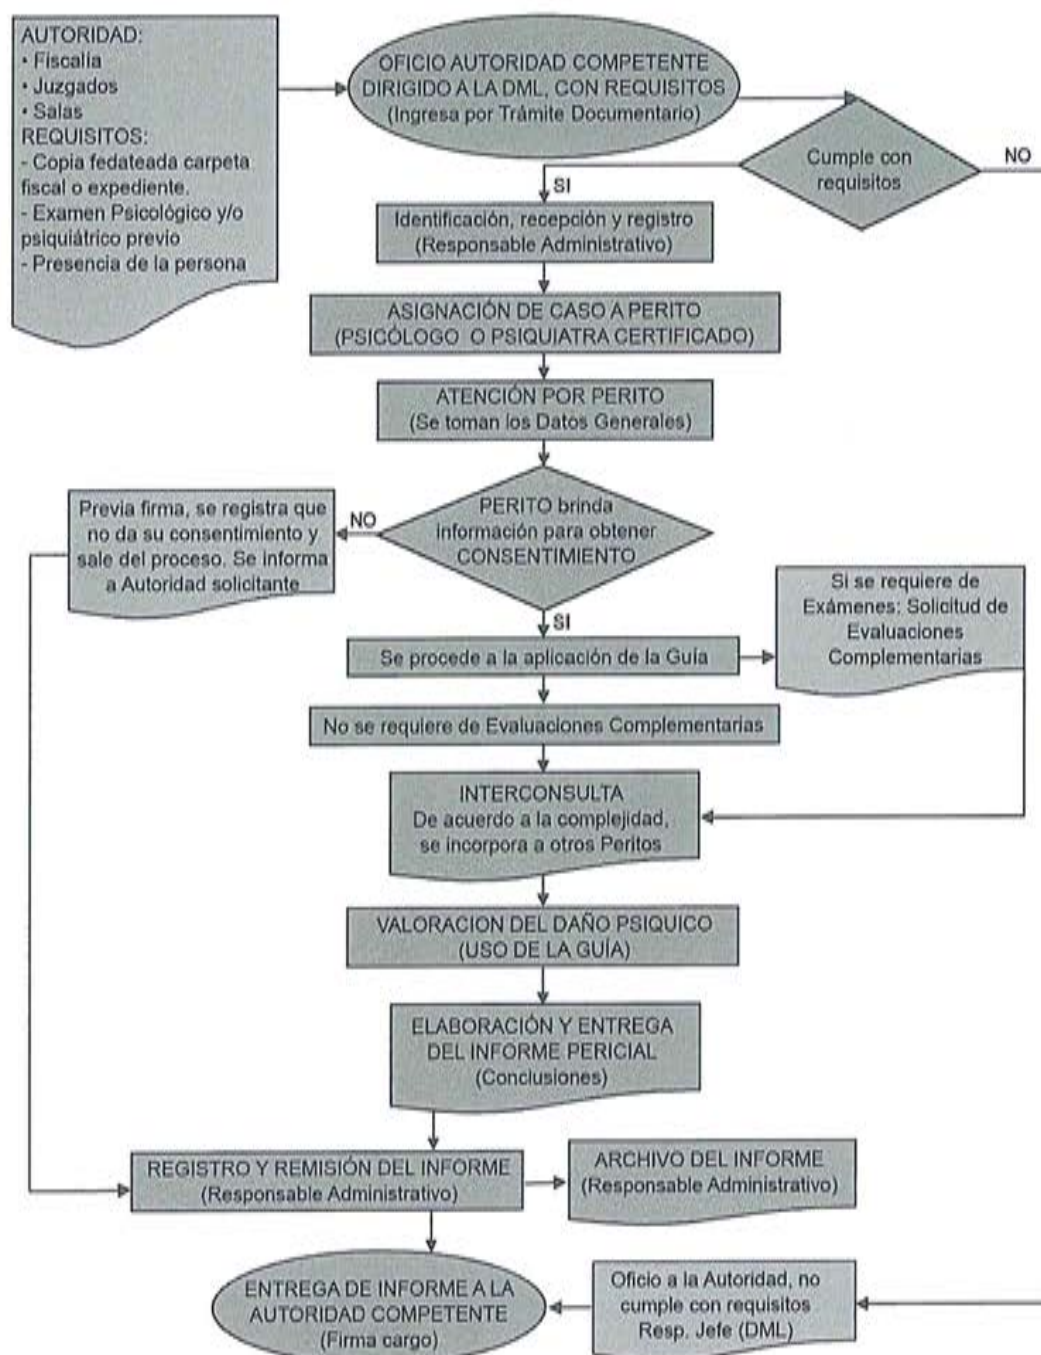 AUTORIDAD:
• Fiscalía
• Juzgados
• Salas
REQUISITOS:
- Copia fedateada carpeta
fiscal o expediente.
- Examen Psicológico y/o
psiquiátrico previo
- Presencia de la persona
OFICIO AUTORIDAD COMPETENTE
DIRIGIDO A LA DML, CON REQUISITOS
(Ingresa por Trámite Documentario)
Cumple con
requisitos
NO
SI
Identificación, recepción y registro
(Responsable Administrativo)
ASIGNACIÓN DE CASO A PERITO
(PSICÓLOGO O PSIQUIATRA CERTIFICADO)
ATENCIÓN POR PERITO
(Se toman los Datos Generales)
PERITO brinda
información para obtener
CONSENTIMIENTO
NO
Previa firma, se registra que
no da su consentimiento y
sale del proceso. Se informa
a Autoridad solicitante
SI
Se procede a la aplicación de la Guía
Si se requiere de
Exámenes: Solicitud de
Evaluaciones
Complementarias
No se requiere de Evaluaciones Complementarias
INTERCONSULTA
De acuerdo a la complejidad,
se incorpora a otros Peritos
VALORACION DEL DAÑO PSIQUICO
(USO DE LA GUÍA)
ELABORACIÓN Y ENTREGA
DEL INFORME PERICIAL
(Conclusiones)
REGISTRO Y REMISIÓN DEL INFORME
(Responsable Administrativo)
ARCHIVO DEL INFORME
(Responsable Administrativo)
ENTREGA DE INFORME A LA
AUTORIDAD COMPETENTE
(Firma cargo)
Oficio a la Autoridad, no
cumple con requisitos
Resp. Jefe (DML)